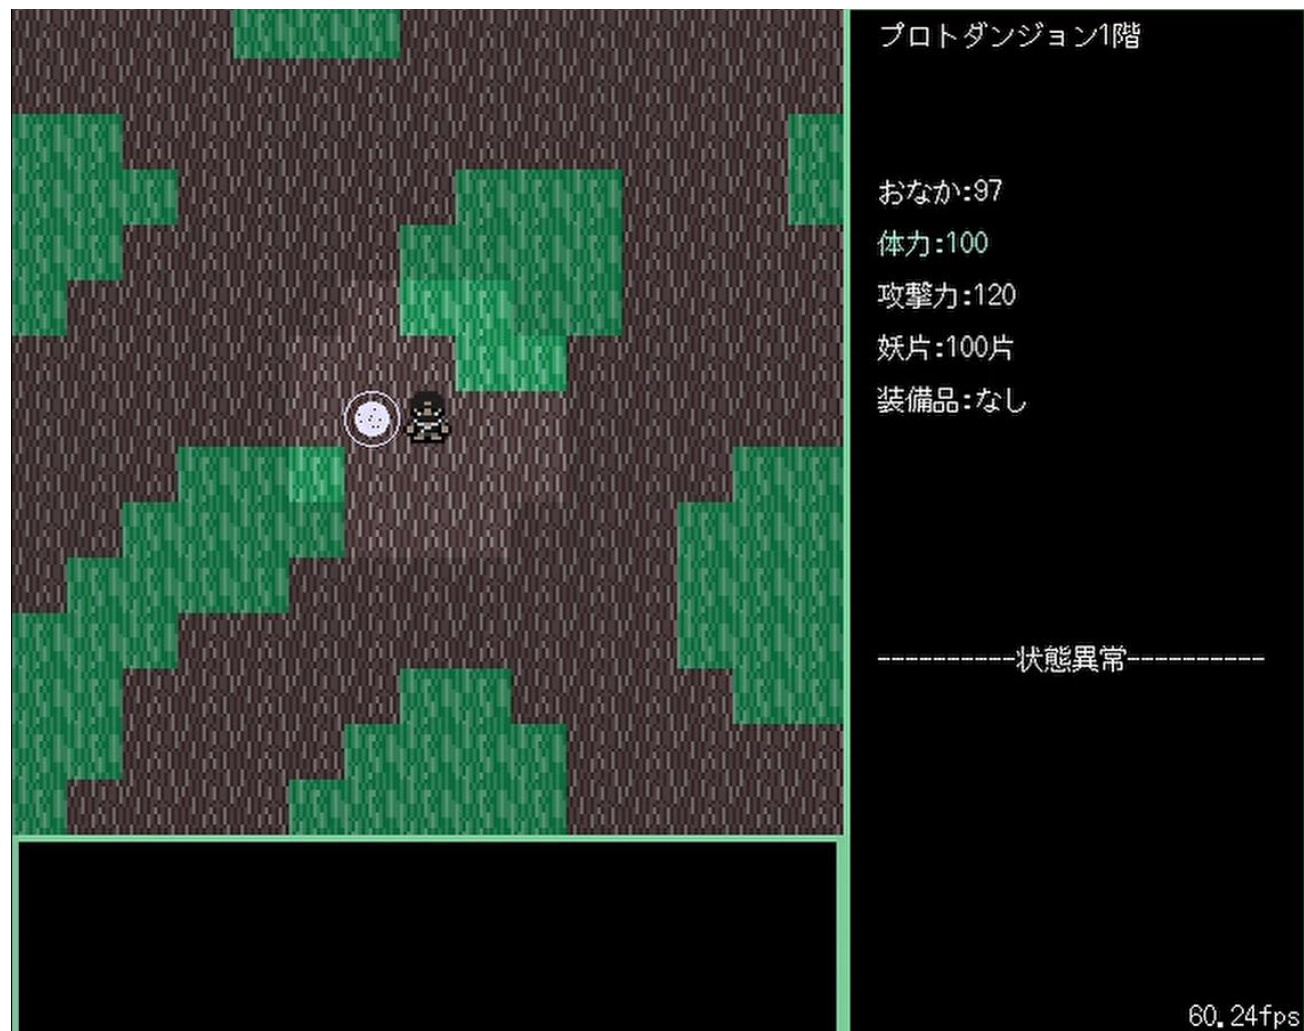 プロトダンジョン1階
おなか:97
体力:100
攻撃力:120
妖片:100片
装備品:なし
----------状態異常----------
60.24fps